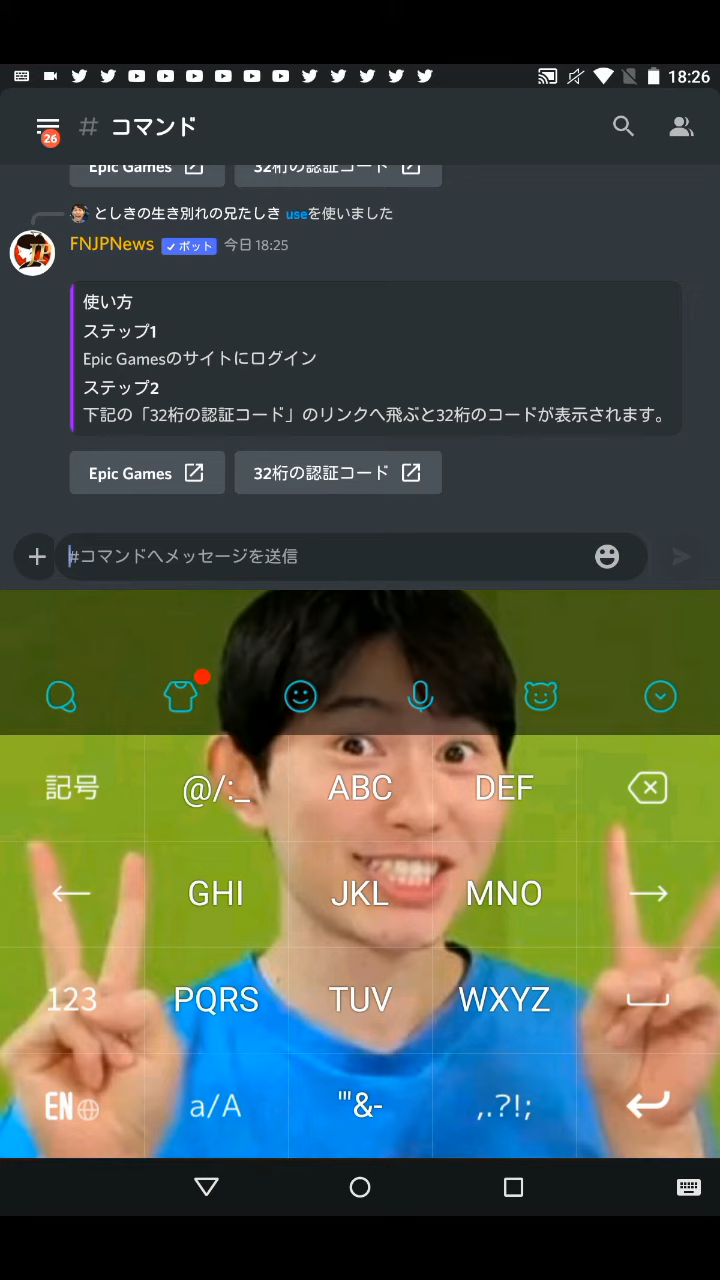 18:26
26
# コマンド
Epic Games 32桁の認証コード
としきの生き別れの兄たしき useを使いました
FNJPNews ✓ボット 今日 18:25
使い方
ステップ1
Epic Gamesのサイトにログイン
ステップ2
下記の「32桁の認証コード」のリンクへ飛ぶと32桁のコードが表示されます。
Epic Games 32桁の認証コード
#コマンドへメッセージを送信
記号 @/:_ ABC DEF
← GHI JKL MNO →
123 PQRS TUV WXYZ
EN a/A '"&- ,.?!;